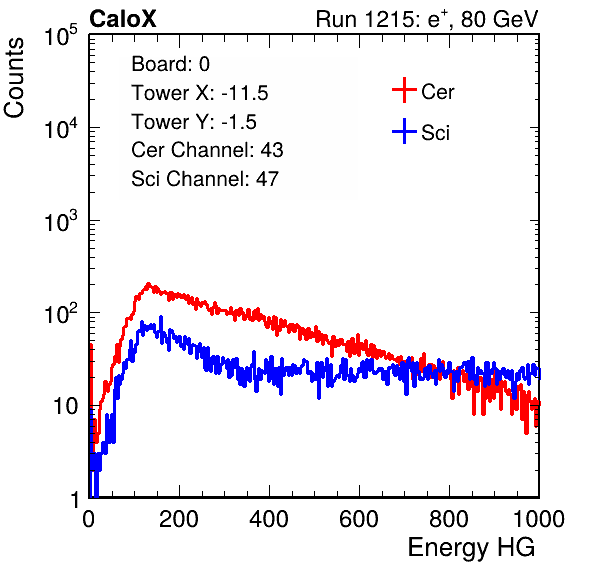 CaloX Run 1215: e⁺, 80 GeV
Board: 0
Tower X: -11.5
Tower Y: -1.5
Cer Channel: 43
Sci Channel: 47
Cer
Sci
Counts
10⁵
10⁴
10³
10²
10
1
0 200 400 600 800 1000
Energy HG